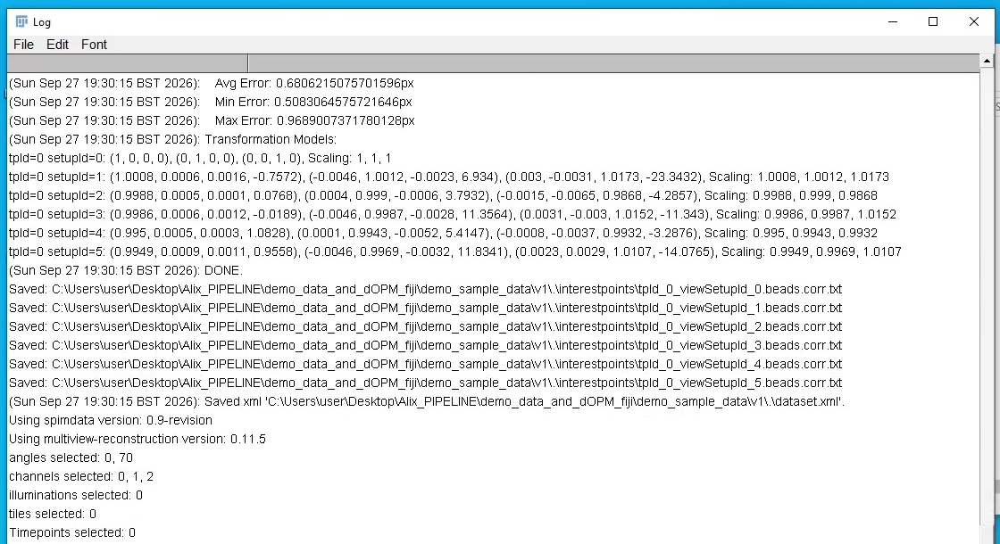 Log
File Edit Font
(Sun Sep 27 19:30:15 BST 2026): Avg Error: 0.6806215075701596px
(Sun Sep 27 19:30:15 BST 2026): Min Error: 0.5083064575721646px
(Sun Sep 27 19:30:15 BST 2026): Max Error: 0.9689007371780128px
(Sun Sep 27 19:30:15 BST 2026): Transformation Models:
tpId=0 setupId=0: (1, 0, 0, 0), (0, 1, 0, 0), (0, 0, 1, 0), Scaling: 1, 1, 1
tpId=0 setupId=1: (1.0008, 0.0006, 0.0016, -0.7572), (-0.0046, 1.0012, -0.0023, 6.934), (0.003, -0.0031, 1.0173, -23.3432), Scaling: 1.0008, 1.0012, 1.0173
tpId=0 setupId=2: (0.9988, 0.0005, 0.0001, 0.0768), (0.0004, 0.999, -0.0006, 3.7932), (-0.0015, -0.0065, 0.9868, -4.2857), Scaling: 0.9988, 0.999, 0.9868
tpId=0 setupId=3: (0.9986, 0.0006, 0.0012, -0.0189), (-0.0046, 0.9987, -0.0028, 11.3564), (0.0031, -0.003, 1.0152, -11.343), Scaling: 0.9986, 0.9987, 1.0152
tpId=0 setupId=4: (0.995, 0.0005, 0.0003, 1.0828), (0.0001, 0.9943, -0.0052, 5.4147), (-0.0008, -0.0037, 0.9932, -3.2876), Scaling: 0.995, 0.9943, 0.9932
tpId=0 setupId=5: (0.9949, 0.0009, 0.0011, 0.9558), (-0.0046, 0.9969, -0.0032, 11.8341), (0.0023, 0.0029, 1.0107, -14.0765), Scaling: 0.9949, 0.9969, 1.0107
(Sun Sep 27 19:30:15 BST 2026): DONE.
Saved: C:\Users\user\Desktop\Alix_PIPELINE\demo_data_and_dOPM_fiji\demo_sample_data\v1\.\interestpoints\tpId_0_viewSetupId_0.beads.corr.txt
Saved: C:\Users\user\Desktop\Alix_PIPELINE\demo_data_and_dOPM_fiji\demo_sample_data\v1\.\interestpoints\tpId_0_viewSetupId_1.beads.corr.txt
Saved: C:\Users\user\Desktop\Alix_PIPELINE\demo_data_and_dOPM_fiji\demo_sample_data\v1\.\interestpoints\tpId_0_viewSetupId_2.beads.corr.txt
Saved: C:\Users\user\Desktop\Alix_PIPELINE\demo_data_and_dOPM_fiji\demo_sample_data\v1\.\interestpoints\tpId_0_viewSetupId_3.beads.corr.txt
Saved: C:\Users\user\Desktop\Alix_PIPELINE\demo_data_and_dOPM_fiji\demo_sample_data\v1\.\interestpoints\tpId_0_viewSetupId_4.beads.corr.txt
Saved: C:\Users\user\Desktop\Alix_PIPELINE\demo_data_and_dOPM_fiji\demo_sample_data\v1\.\interestpoints\tpId_0_viewSetupId_5.beads.corr.txt
(Sun Sep 27 19:30:15 BST 2026): Saved xml 'C:\Users\user\Desktop\Alix_PIPELINE\demo_data_and_dOPM_fiji\demo_sample_data\v1\.\dataset.xml'.
Using spimdata version: 0.9-revision
Using multiview-reconstruction version: 0.11.5
angles selected: 0, 70
channels selected: 0, 1, 2
illuminations selected: 0
tiles selected: 0
Timepoints selected: 0